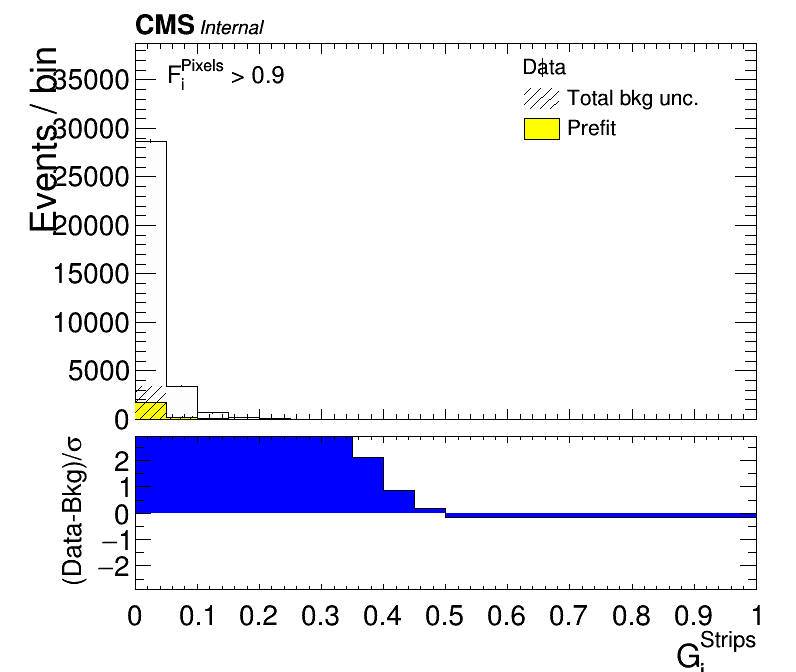 CMS Internal
Events / bin
F_i^Pixels > 0.9
Data
Total bkg unc.
Prefit
35000
30000
25000
20000
15000
10000
5000
0
(Data-Bkg)/σ
2
1
0
−1
−2
0 0.1 0.2 0.3 0.4 0.5 0.6 0.7 0.8 0.9 1
G_i^Strips